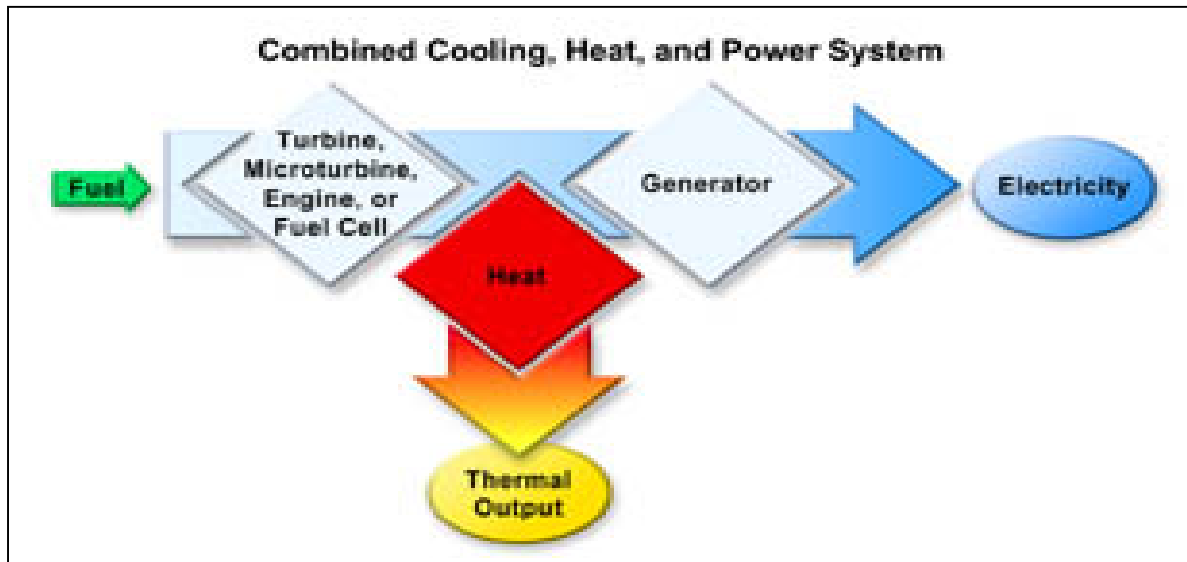 Combined Cooling, Heat, and Power System
Fuel
Turbine,
Microturbine,
Engine, or
Fuel Cell
Generator
Electricity
Heat
Thermal
Output